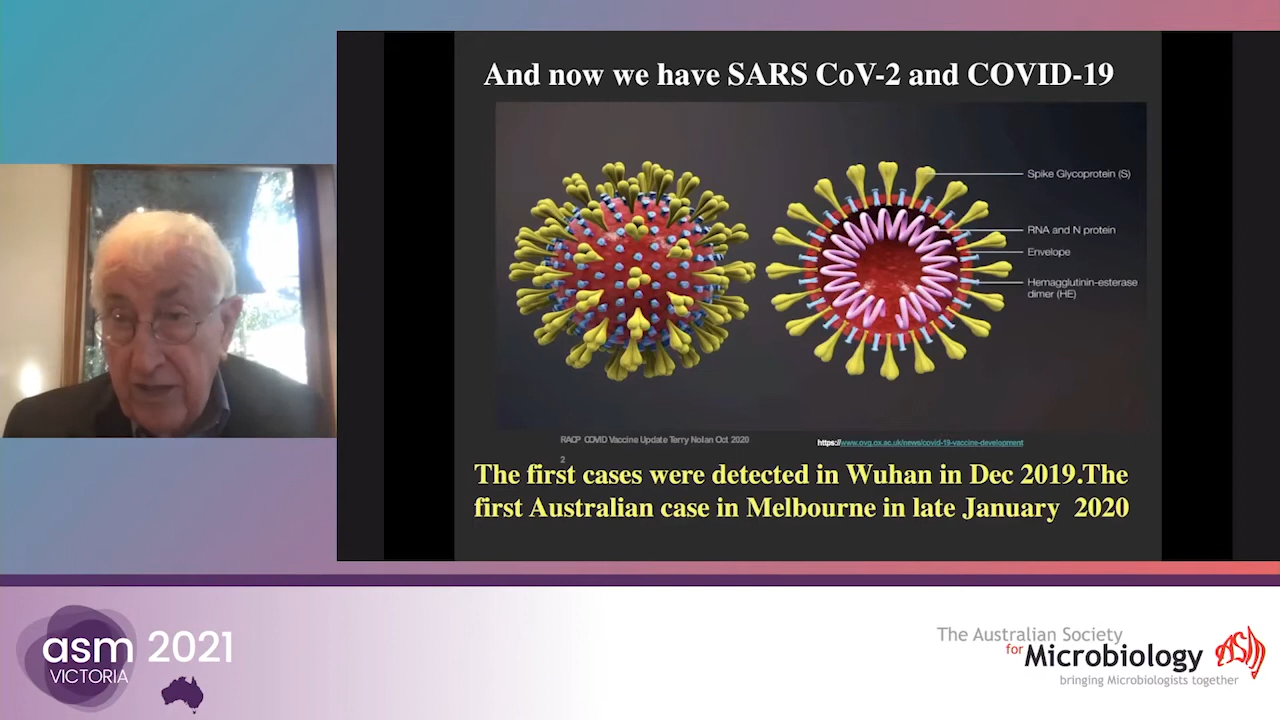 And now we have SARS CoV-2 and COVID-19
Spike Glycoprotein (S)
RNA and N protein
Envelope
Hemagglutinin-esterase
dimer (HE)
RACP COVID Vaccine Update Terry Nolan Oct 2020
2
https://www.ovg.ox.ac.uk/news/covid-19-vaccine-development
The first cases were detected in Wuhan in Dec 2019.The
first Australian case in Melbourne in late January 2020
asm 2021
VICTORIA
The Australian Society
for Microbiology
bringing Microbiologists together
ASM